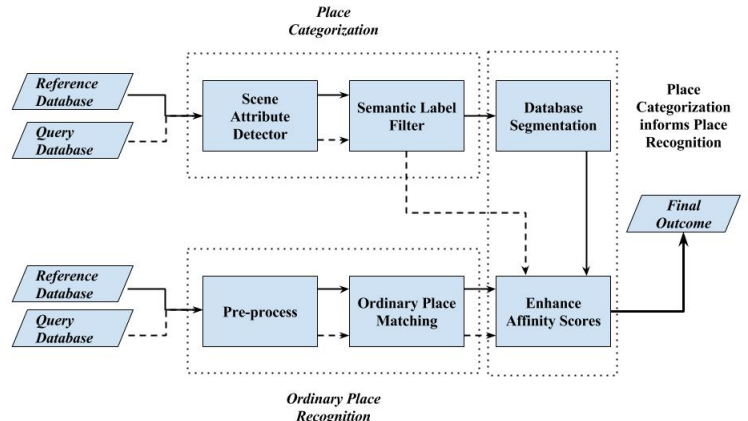 Place
Categorization
Reference
Database
Query
Database
Scene
Attribute
Detector
Semantic Label
Filter
Database
Segmentation
Place
Categorization
informs Place
Recognition
Final
Outcome
Reference
Database
Query
Database
Pre-process
Ordinary Place
Matching
Enhance
Affinity Scores
Ordinary Place
Recognition